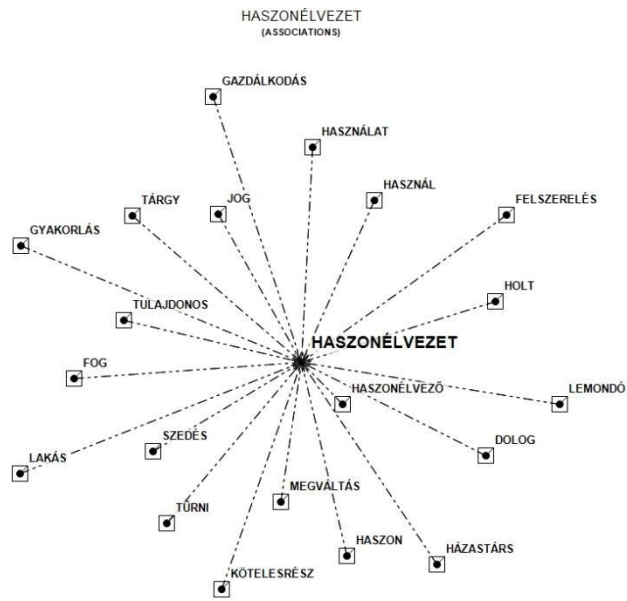 HASZONÉLVEZET
(ASSOCIATIONS)
GAZDÁLKODÁS
HASZNÁLAT
HASZNÁL
TÁRGY
JOG
FELSZERELÉS
GYAKORLÁS
HOLT
TULAJDONOS
HASZONÉLVEZET
FOG
HASZONÉLVEZŐ
LEMONDÓ
SZEDÉS
DOLOG
LAKÁS
MEGVÁLTÁS
TŰRNI
HASZON
HÁZASTÁRS
KÖTELESRÉSZ